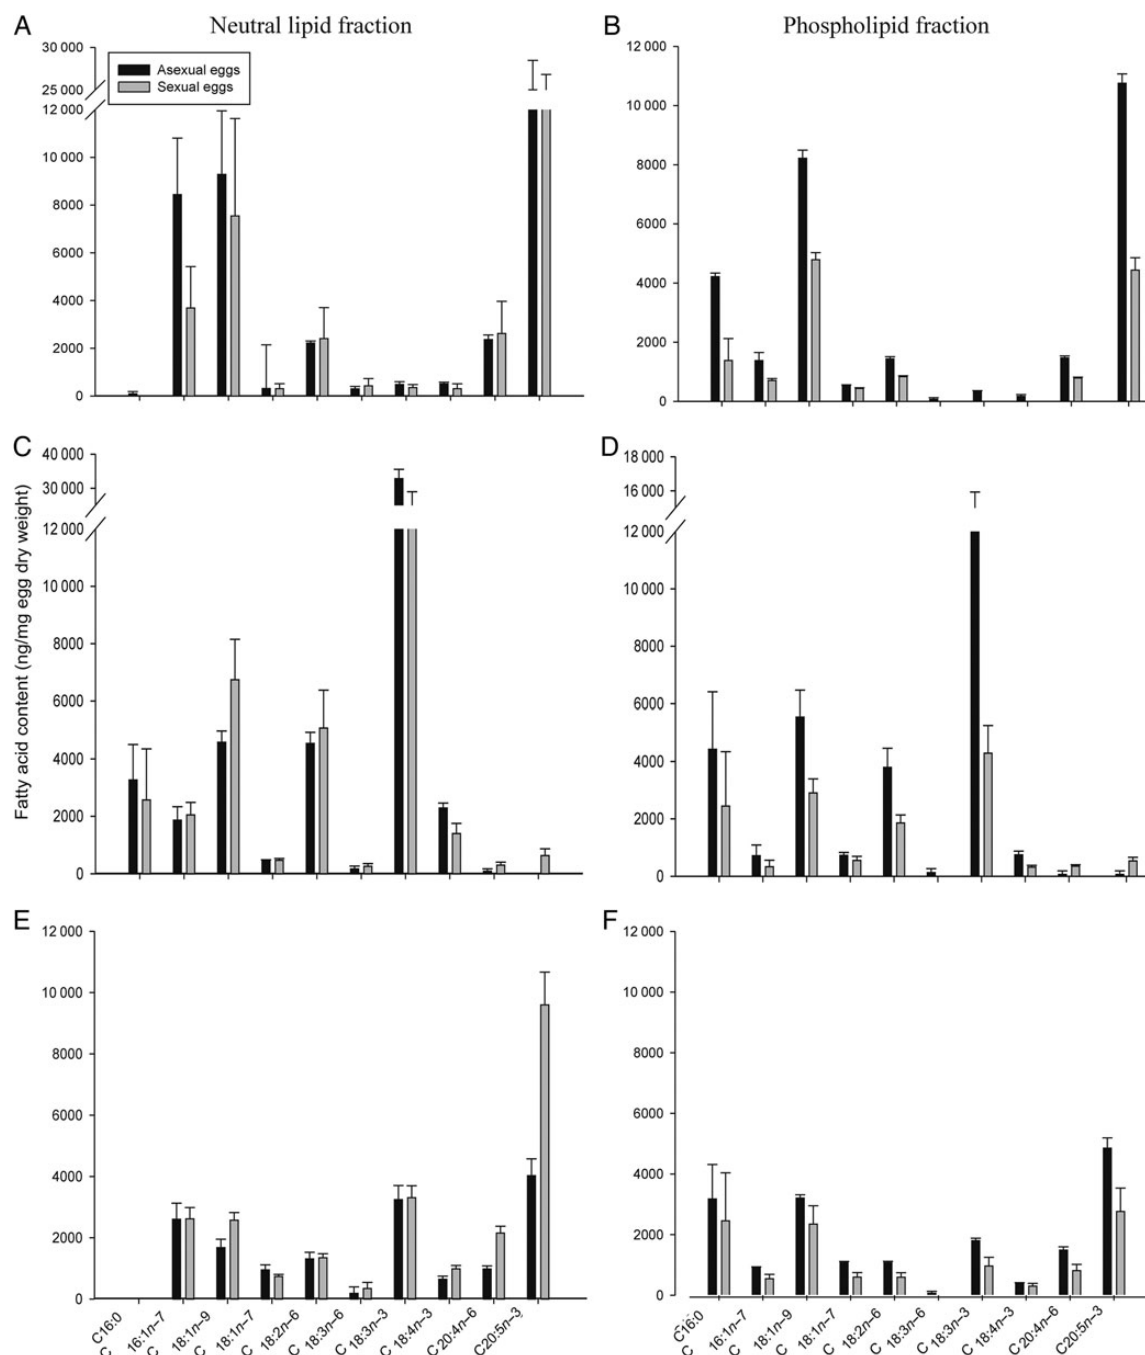 A Neutral lipid fraction
B Phospholipid fraction
Asexual eggs
Sexual eggs
30 000
25 000
12 000
10 000
8000
6000
4000
2000
0
12 000
10 000
8000
6000
4000
2000
0
C
D
40 000
30 000
12 000
10 000
8000
6000
4000
2000
0
18 000
16 000
12 000
10 000
8000
6000
4000
2000
0
Fatty acid content (ng/mg egg dry weight)
E
F
12 000
10 000
8000
6000
4000
2000
0
12 000
10 000
8000
6000
4000
2000
0
C16:0
C 16:1n–7
C 18:1n–9
C 18:1n–7
C 18:2n–6
C 18:3n–6
C 18:3n–3
C 18:4n–3
C20:4n–6
C20:5n–3
C16:0
C 16:1n–7
C 18:1n–9
C 18:1n–7
C 18:2n–6
C 18:3n–6
C 18:3n–3
C 18:4n–3
C20:4n–6
C20:5n–3